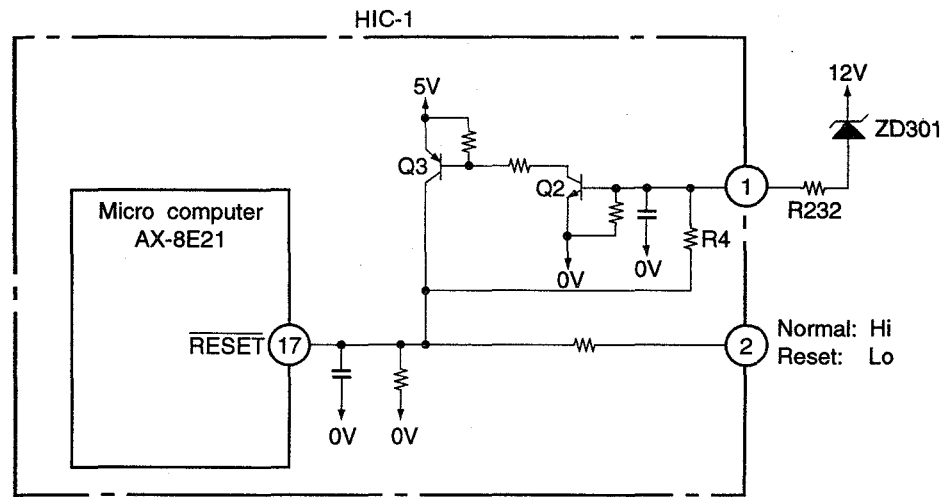 HIC-1
12V
ZD301
5V
Q3
Q2
1
R232
Micro computer
AX-8E21
R4
0V
0V
RESET
17
2
Normal: Hi
Reset: Lo
0V
0V